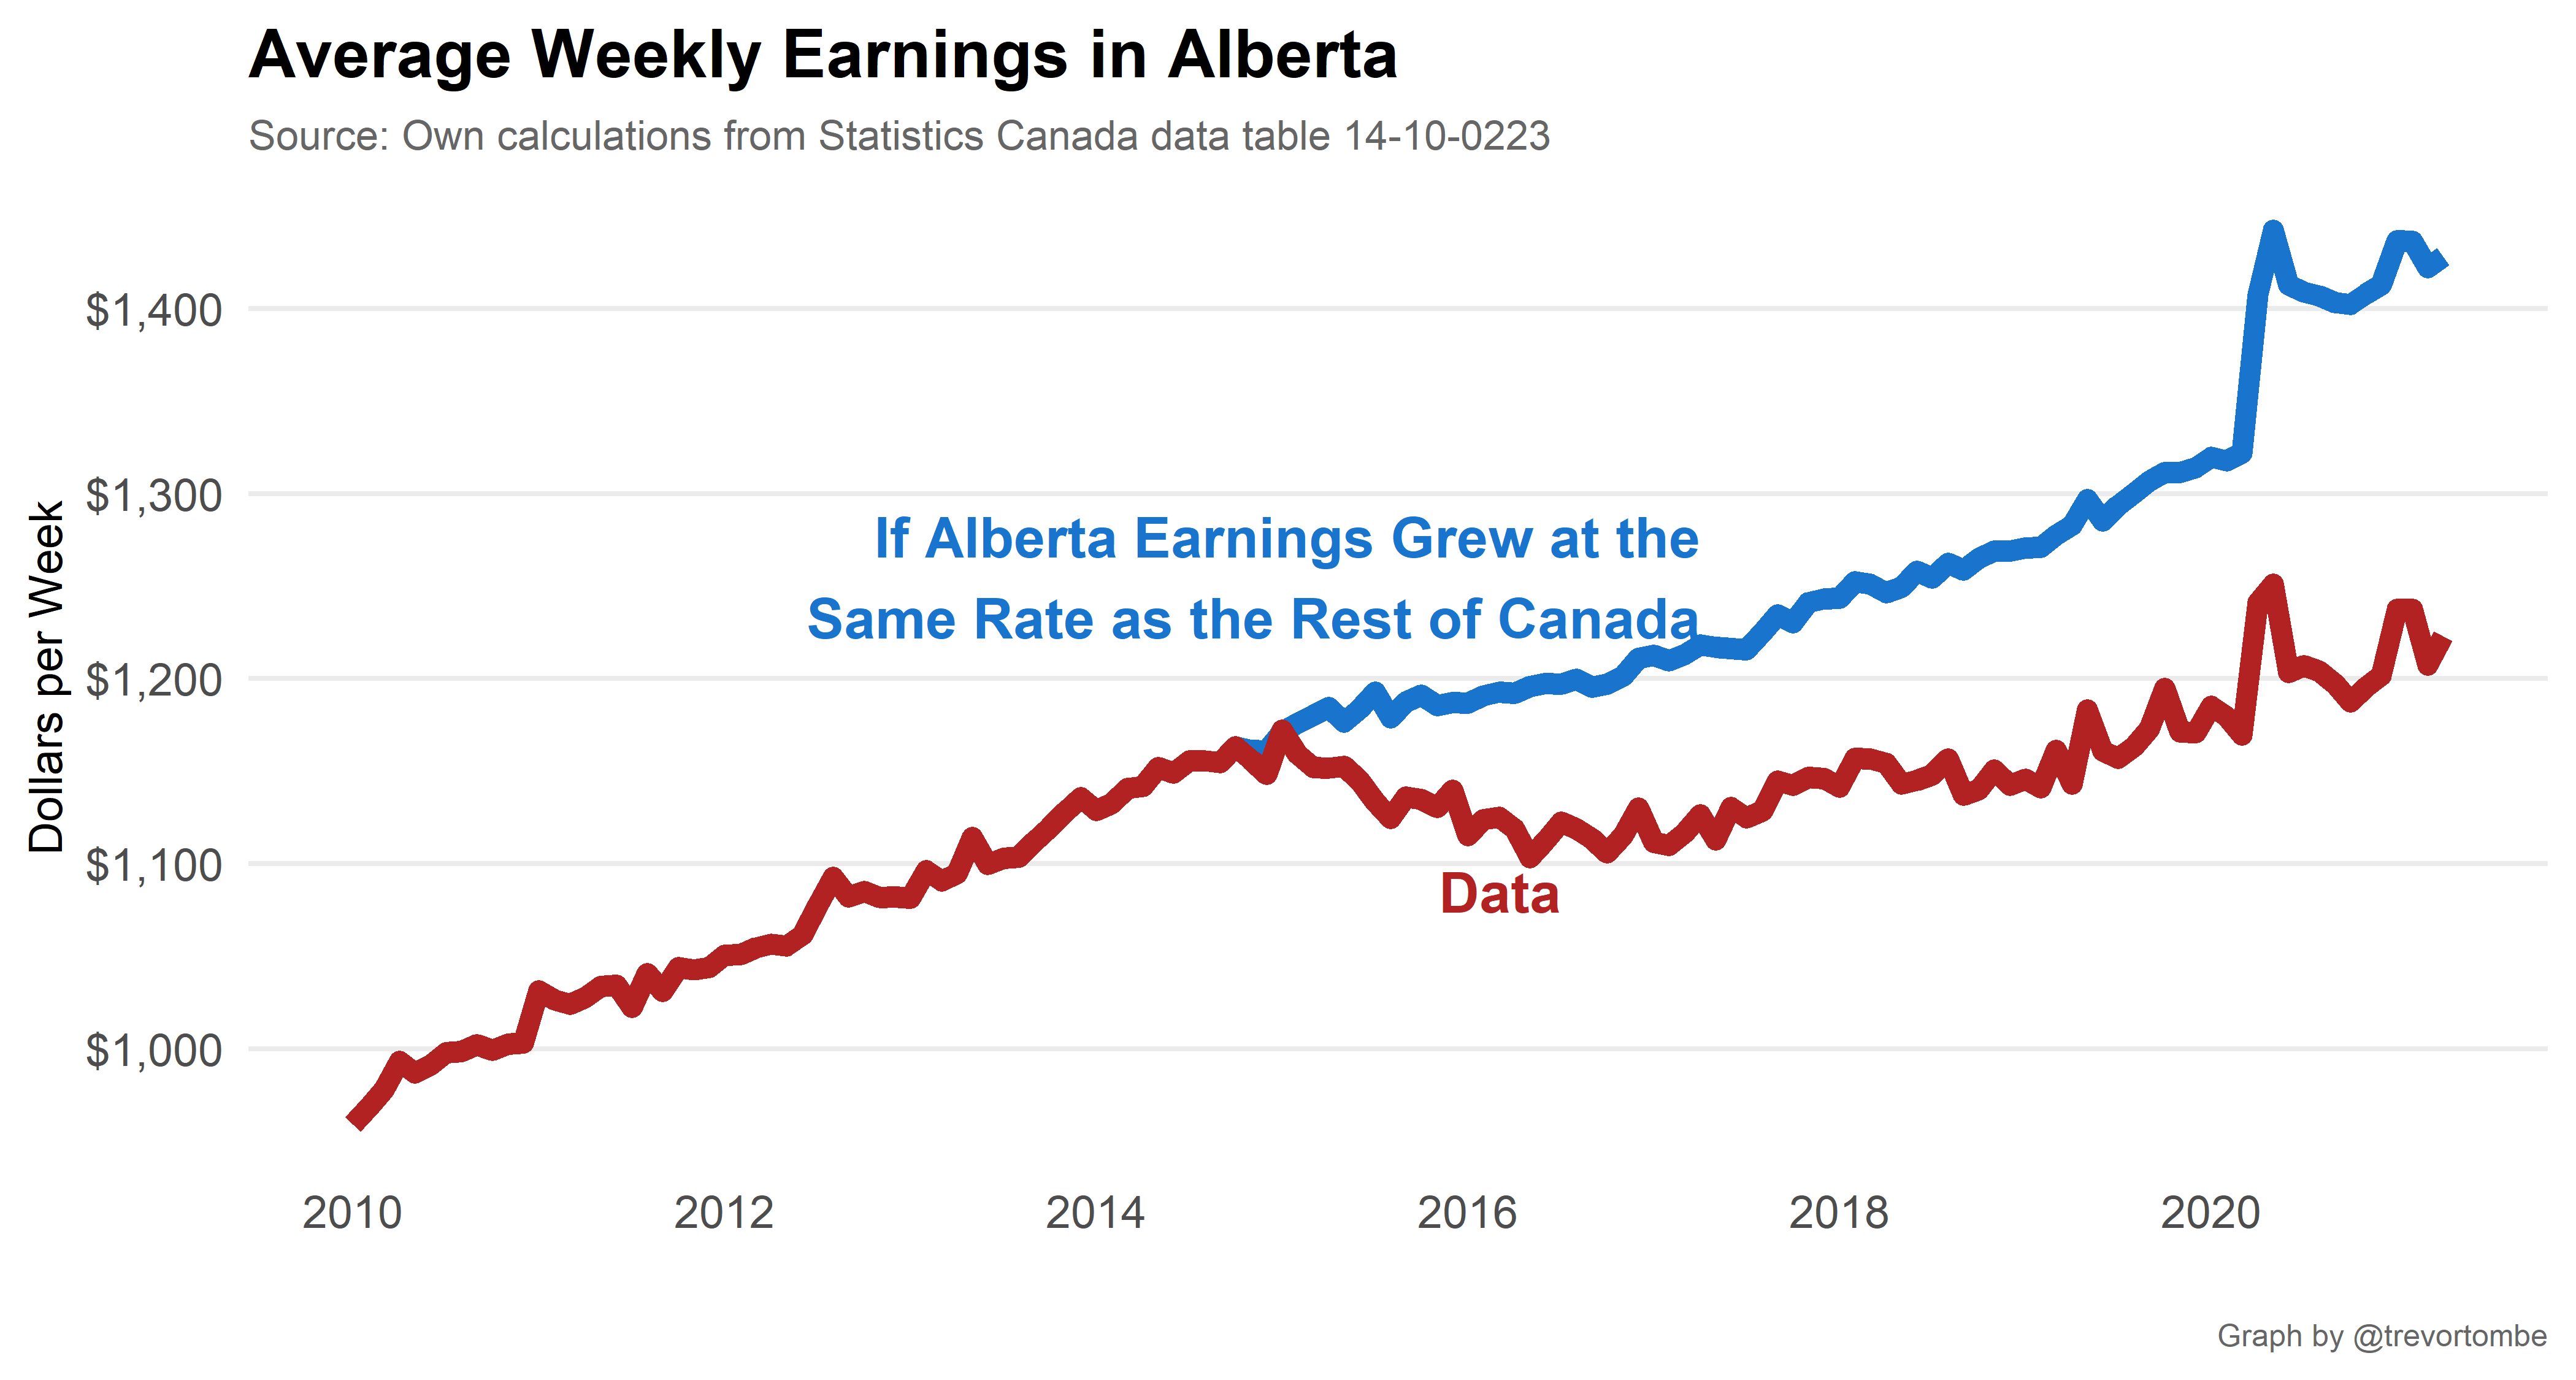 Average Weekly Earnings in Alberta
Source: Own calculations from Statistics Canada data table 14-10-0223
Dollars per Week
$1,400
$1,300
$1,200
$1,100
$1,000
If Alberta Earnings Grew at the
Same Rate as the Rest of Canada
Data
2010 2012 2014 2016 2018 2020
Graph by @trevortombe